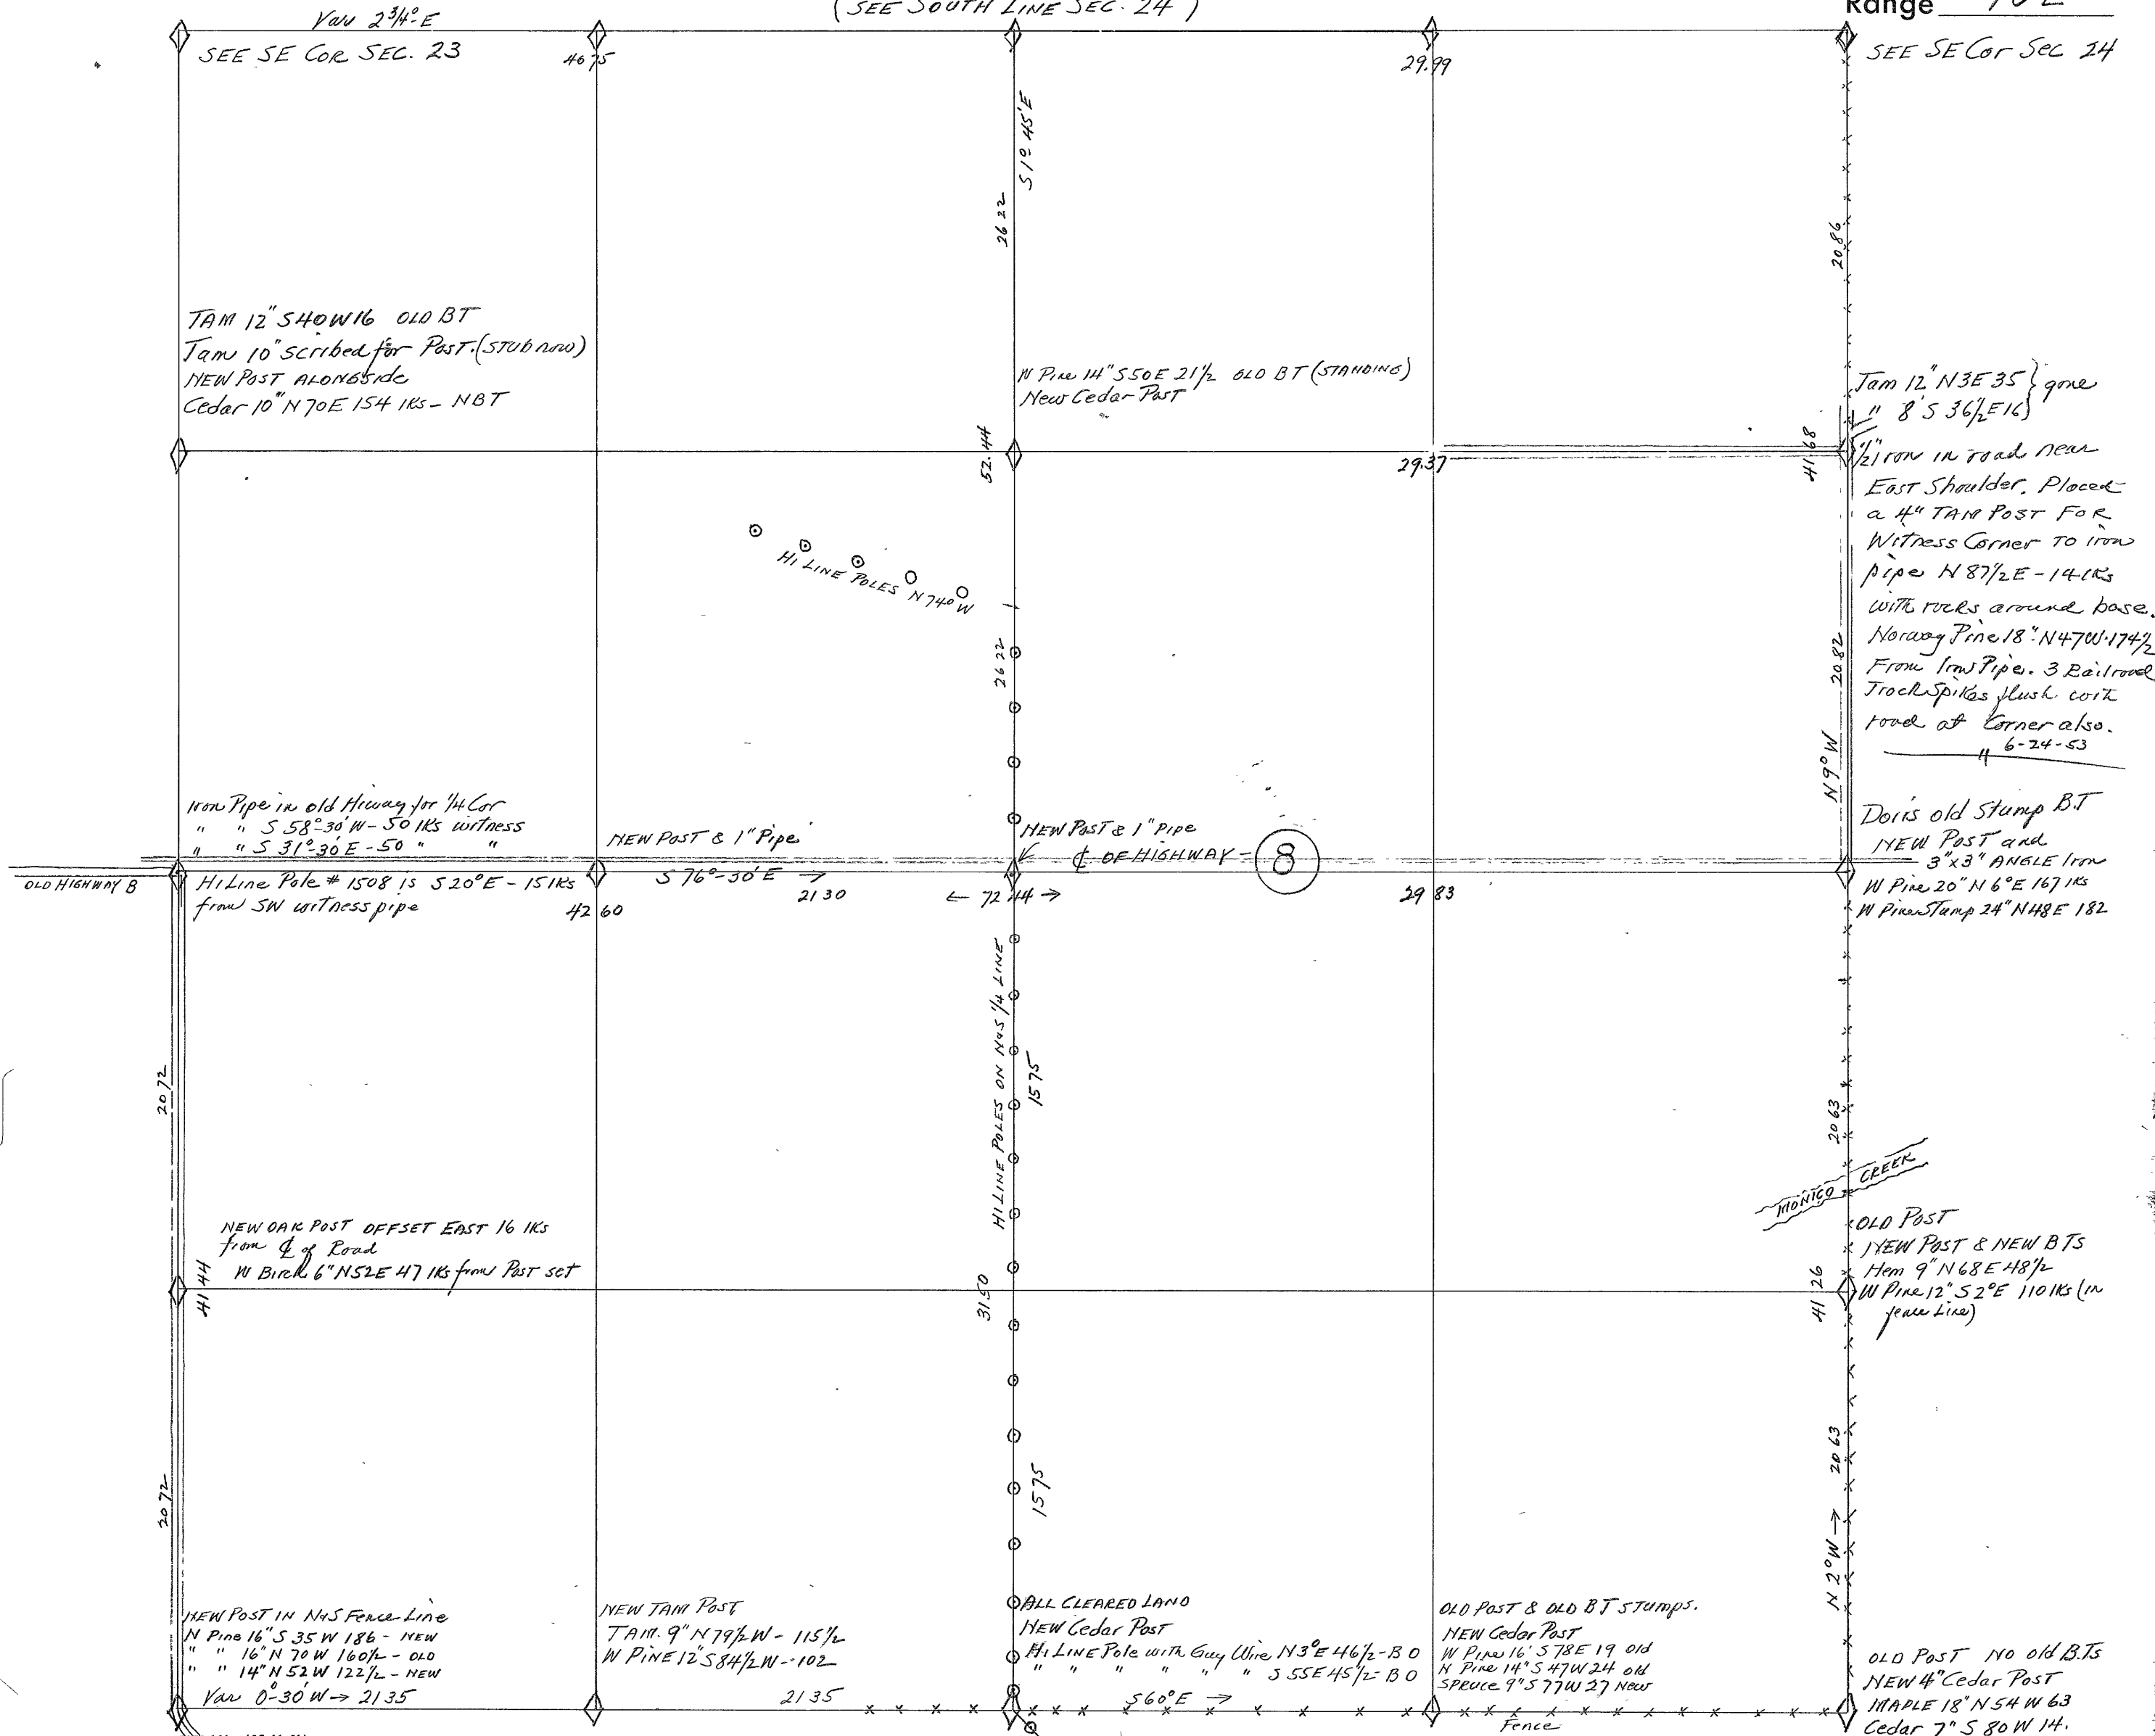 Var 2 3/4° E
( SEE SOUTH LINE SEC. 24 )
Range 10 E
SEE SE COR SEC. 23
4675
29.99
SEE SE Cor Sec 24
S 1° 45' E
26 22
20.86
TAM 12" S40W16 OLD BT
Tam 10" scribed for Post. (STUB now)
NEW POST ALONGSIDE
Cedar 10" N70E 154 lks - NBT
W Pine 14" S50E 21 1/2 OLD BT (STANDING)
New Cedar Post
Tam 12" N3E 35 } gone
" 8" S 36 1/2 E 16
52.44
29.37
41 68
1/2" iron in road near
East Shoulder. Placed
a 4" TAM POST FOR
Witness Corner TO iron
pipe N 87 1/2 E - 14 lks
with rocks around base.
Norway Pine 18" N47W 174 1/2
From Iron Pipe. 3 Railroad
Track Spikes flush with
road at Corner also.
" 6-24-53
HI LINE POLES N 74° W
26 22
20 82
N 9° W
Iron Pipe in old Hiway for 1/4 Cor
" " S 58°-30' W - 50 lks witness
" " S 31°-30' E - 50 " "
NEW POST & 1" Pipe
NEW POST & 1" Pipe
℄ OF HIGHWAY - 8
Doris old Stump B.T
NEW POST and
3"x3" ANGLE Iron
W Pine 20" N 6°E 167 lks
W Pine Stump 24" N48E 182
OLD HIGHWAY 8
Hi Line Pole # 1508 is S 20° E - 15 lks
from SW witness pipe
S 76°-30' E →
42 60
21 30
← 72 44 →
29 83
HI LINE POLES ON N&S 1/4 LINE
20 72
15 75
20 63
MONICO CREEK
NEW OAK POST OFFSET EAST 16 lks
from ℄ of Road
W Birch 6" N52E 47 lks from Post set
41 44
31 50
41 26
OLD POST
NEW POST & NEW BTS
Hem 9" N68E 48 1/2
W Pine 12" S 2°E 110 lks (in
fence Line)
20 72
15 75
20 63
N 2° W →
NEW POST IN N&S Fence Line
N Pine 16" S 35 W 186 - NEW
" " 16" N 70 W 160 1/2 - OLD
" " 14" N 52 W 122 1/2 - NEW
Var 0°-30' W → 21 35
NEW TAM POST
TAM. 9" N 79 1/2 W - 115 1/2
W PINE 12" S 84 1/2 W - 102
21 35
ALL CLEARED LAND
NEW Cedar Post
Hi LINE Pole with Guy Wire N 3°E 46 1/2 - B O
" " " " " " S 55E 45 1/2 - B O
S 60° E →
OLD POST & OLD BT STUMPS.
NEW Cedar Post
W Pine 16" S 78E 19 old
N Pine 14" S 47W 24 old
SPRUCE 9" S 77W 27 New
Fence
OLD POST NO old B.Ts
NEW 4" Cedar Post
MAPLE 18" N 54 W 63
Cedar 7" S 80 W 14.